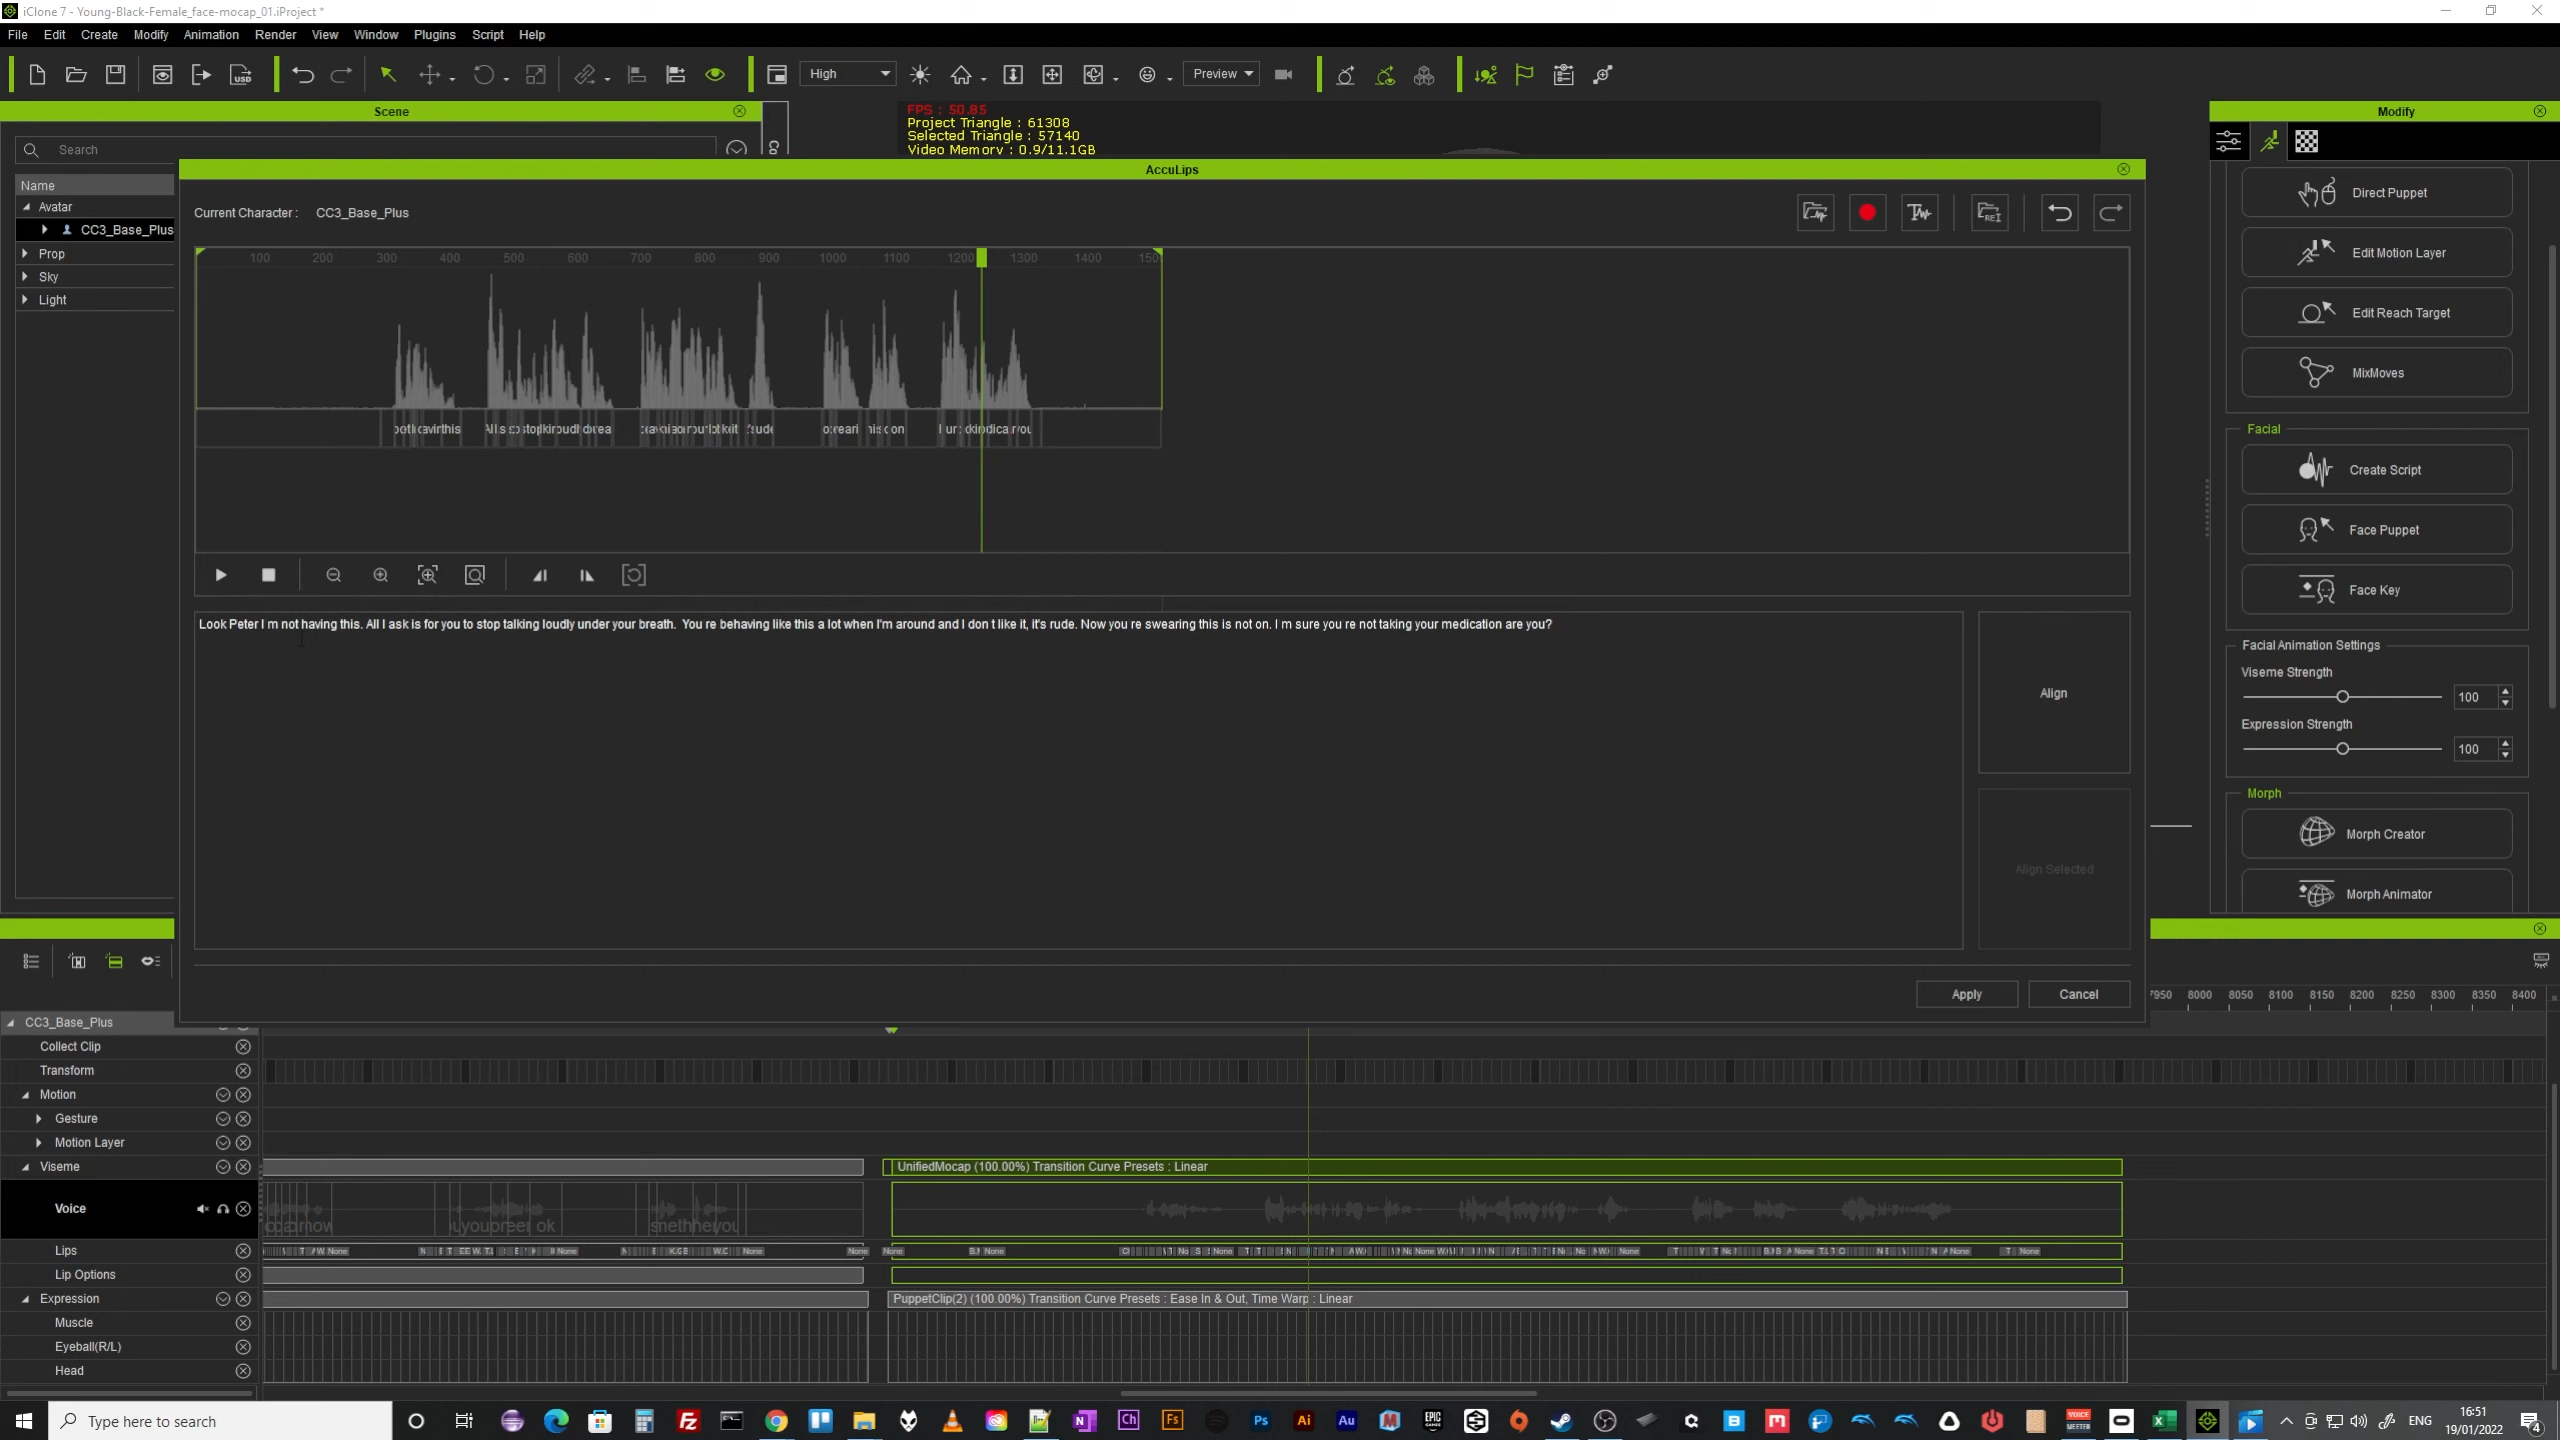 iClone 7 - Young-Black-Female_face-mocap_01.iProject *
File Edit Create Modify Animation Render View Window Plugins Script Help
High Preview
Scene
FPS : 50.85
Project Triangle : 61308
Selected Triangle : 57140
Video Memory : 0.9/11.1GB
Modify
Search
Name
Avatar
CC3_Base_Plus
Prop
Sky
Light
AccuLips
Current Character : CC3_Base_Plus
100 200 300 400 500 600 700 800 900 1000 1100 1200 1300 1400
Look Peter I m not having this. All I ask is for you to stop talking loudly under your breath.  You re behaving like this a lot when I'm around and I don t like it, it's rude. Now you re swearing this is not on. I m sure you re not taking your medication are you?
Align
Align Selected
Apply Cancel
Direct Puppet
Edit Motion Layer
Edit Reach Target
MixMoves
Facial
Create Script
Face Puppet
Face Key
Facial Animation Settings
Viseme Strength
100
Expression Strength
100
Morph
Morph Creator
Morph Animator
7950 8000 8050 8100 8150 8200 8250 8300 8350 8400
CC3_Base_Plus
Collect Clip
Transform
Motion
Gesture
Motion Layer
Viseme
UnifiedMocap (100.00%) Transition Curve Presets : Linear
Voice
Lips
Lip Options
Expression
PuppetClip(2) (100.00%) Transition Curve Presets : Ease In & Out, Time Warp : Linear
Muscle
Eyeball(R/L)
Head
Type here to search
ENG
16:51
19/01/2022